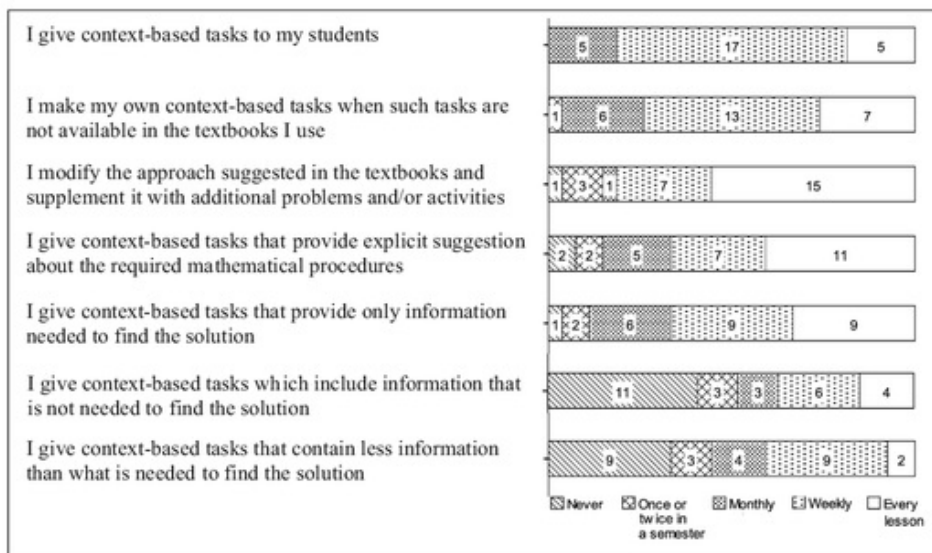 I give context-based tasks to my students
5 17 5
I make my own context-based tasks when such tasks are
not available in the textbooks I use
1 6 13 7
I modify the approach suggested in the textbooks and
supplement it with additional problems and/or activities
1 3 1 7 15
I give context-based tasks that provide explicit suggestion
about the required mathematical procedures
2 2 5 7 11
I give context-based tasks that provide only information
needed to find the solution
1 2 6 9 9
I give context-based tasks which include information that
is not needed to find the solution
11 3 3 6 4
I give context-based tasks that contain less information
than what is needed to find the solution
9 3 4 9 2
Never
Once or
twice in
a semester
Monthly
Weekly
Every
lesson